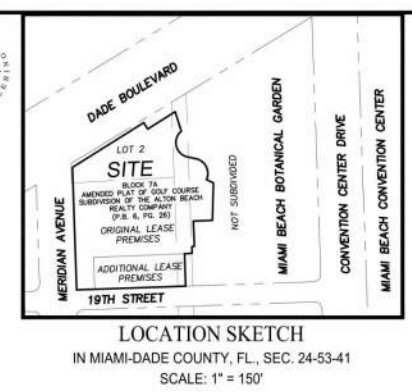 DADE BOULEVARD
LOT 2
SITE
BLOCK 7A
AMENDED PLAT OF GOLF COURSE
SUBDIVISION OF THE ALTON BEACH
REALTY COMPANY
(P.B. 6, PG. 26)
ORIGINAL LEASE
PREMISES
ADDITIONAL LEASE
PREMISES
MERIDIAN AVENUE
19TH STREET
NOT SUBDIVIDED
MIAMI BEACH BOTANICAL GARDEN
CONVENTION CENTER DRIVE
MIAMI BEACH CONVENTION CENTER
LOCATION SKETCH
IN MIAMI-DADE COUNTY, FL., SEC. 24-53-41
SCALE: 1" = 150'